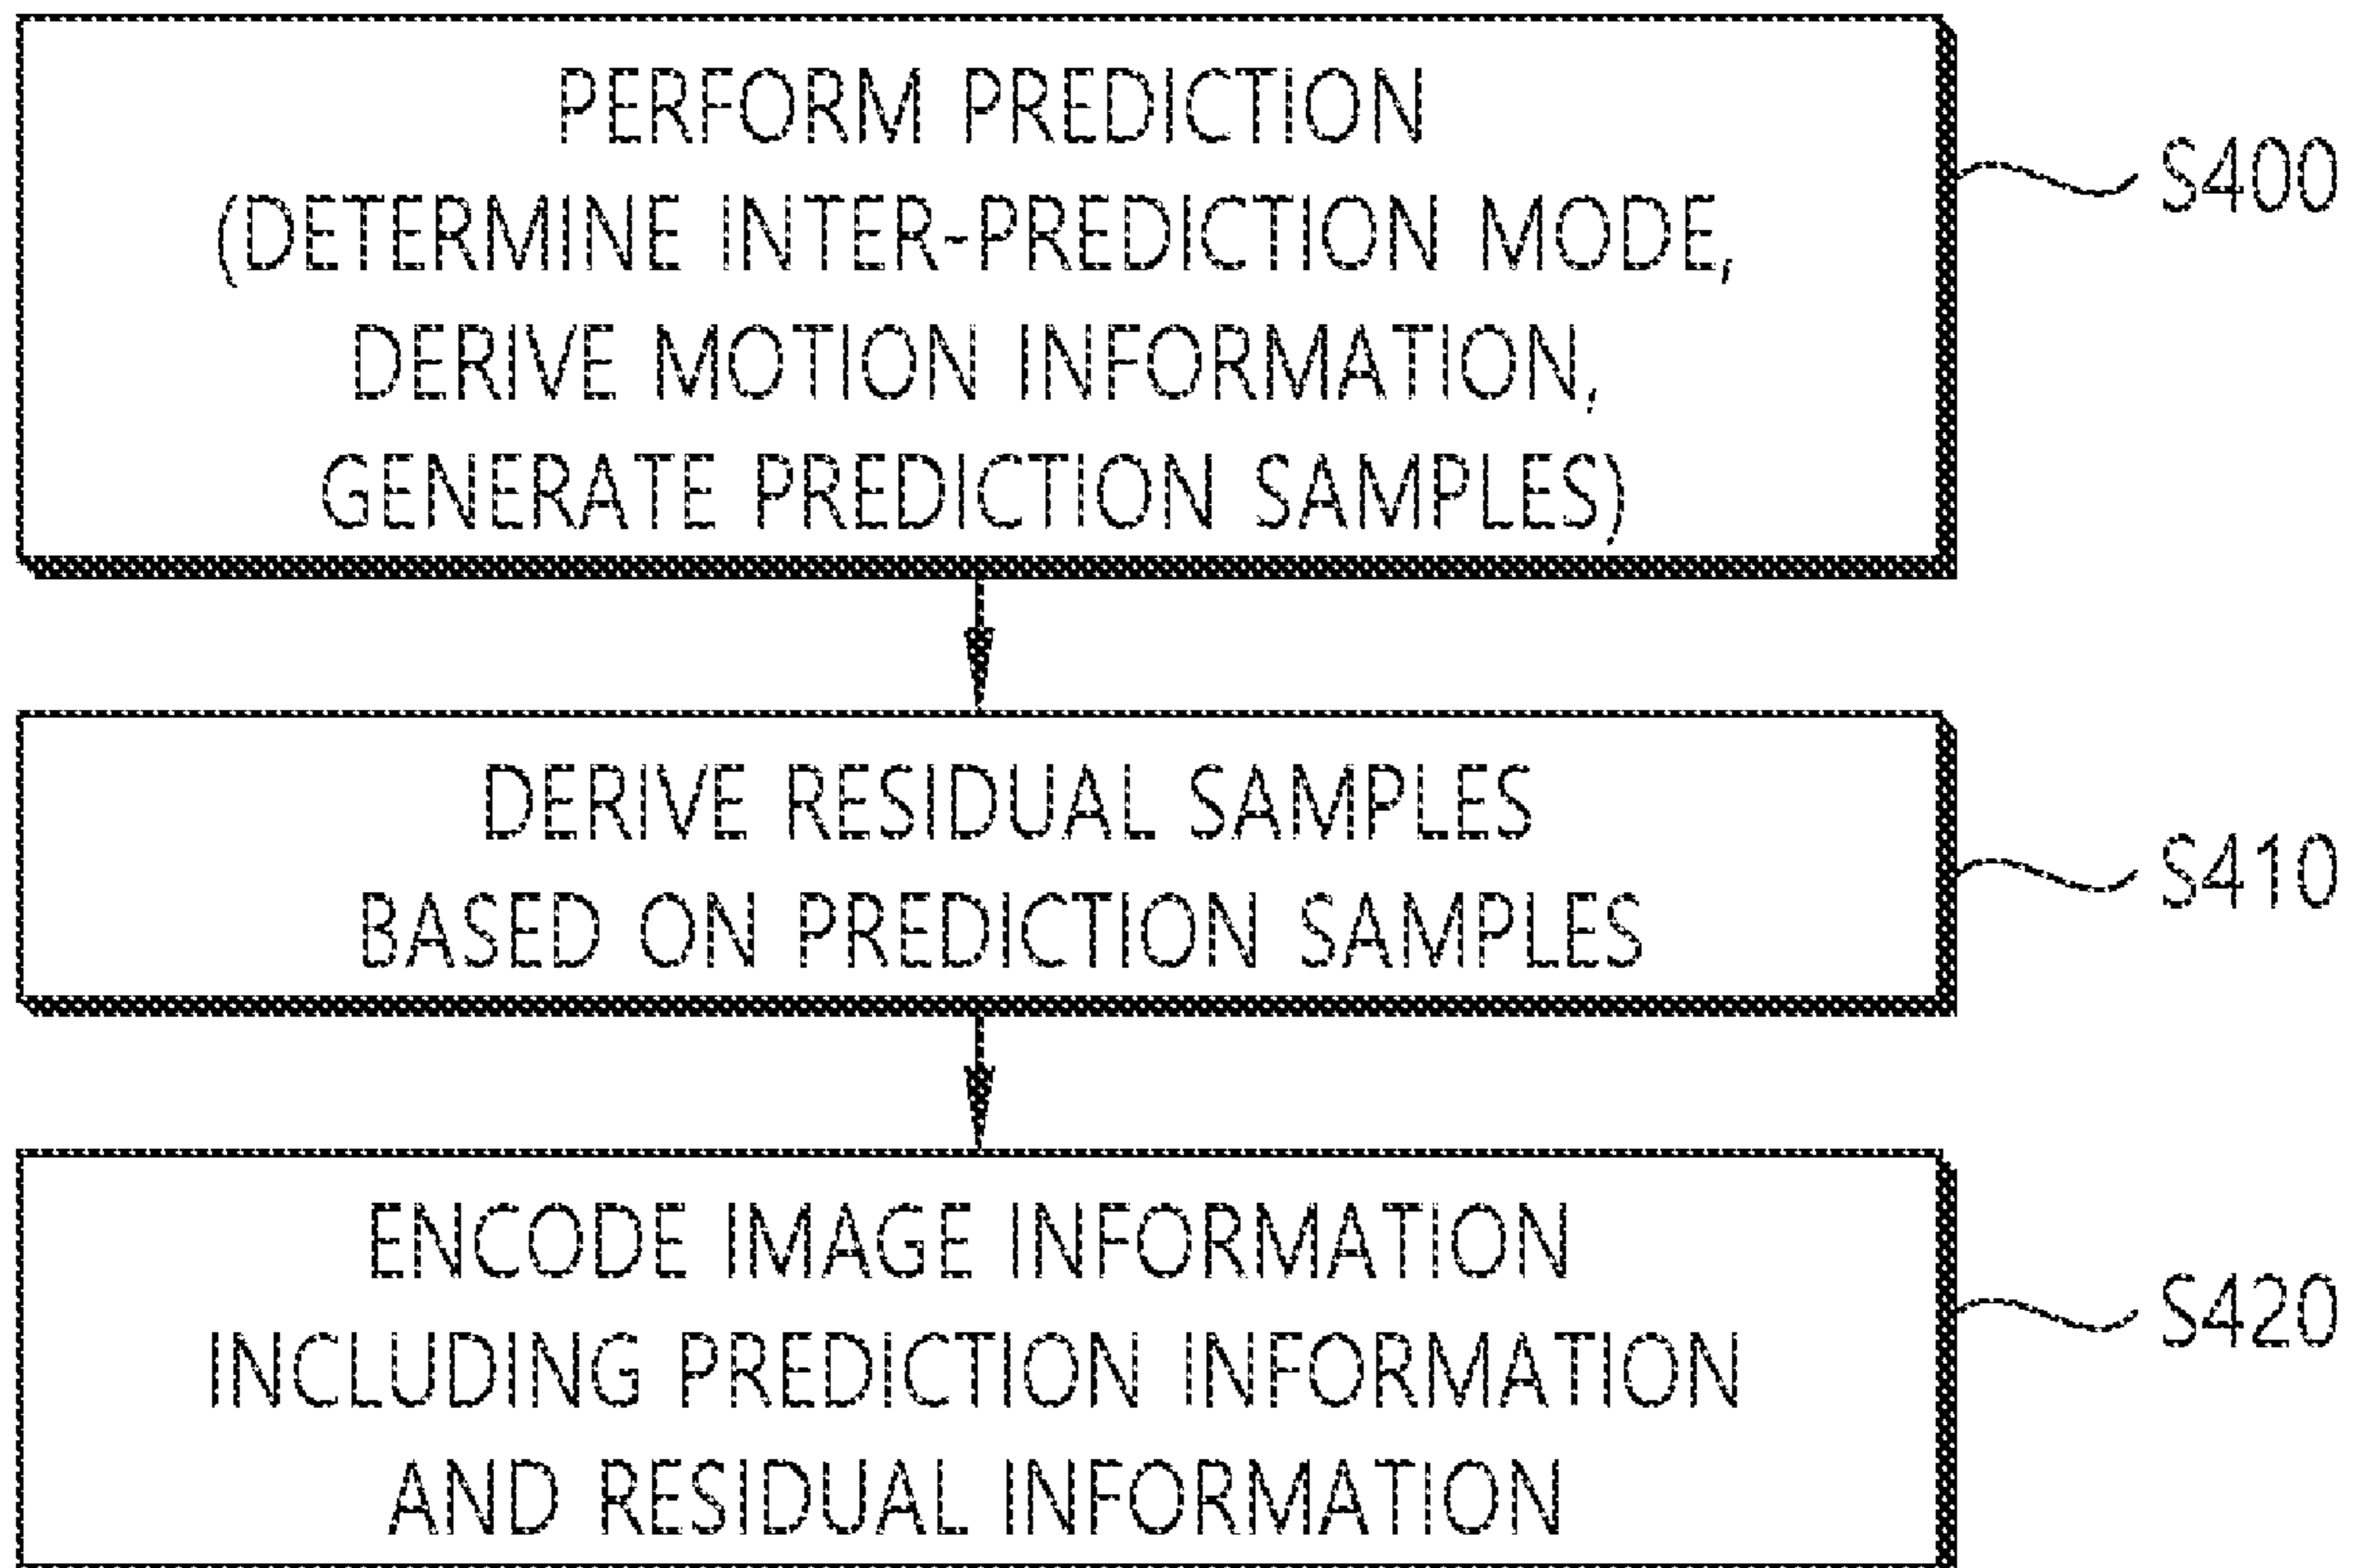 PERFORM PREDICTION
(DETERMINE INTER-PREDICTION MODE,
DERIVE MOTION INFORMATION,
GENERATE PREDICTION SAMPLES)
S400
DERIVE RESIDUAL SAMPLES
BASED ON PREDICTION SAMPLES
S410
ENCODE IMAGE INFORMATION
INCLUDING PREDICTION INFORMATION
AND RESIDUAL INFORMATION
S420